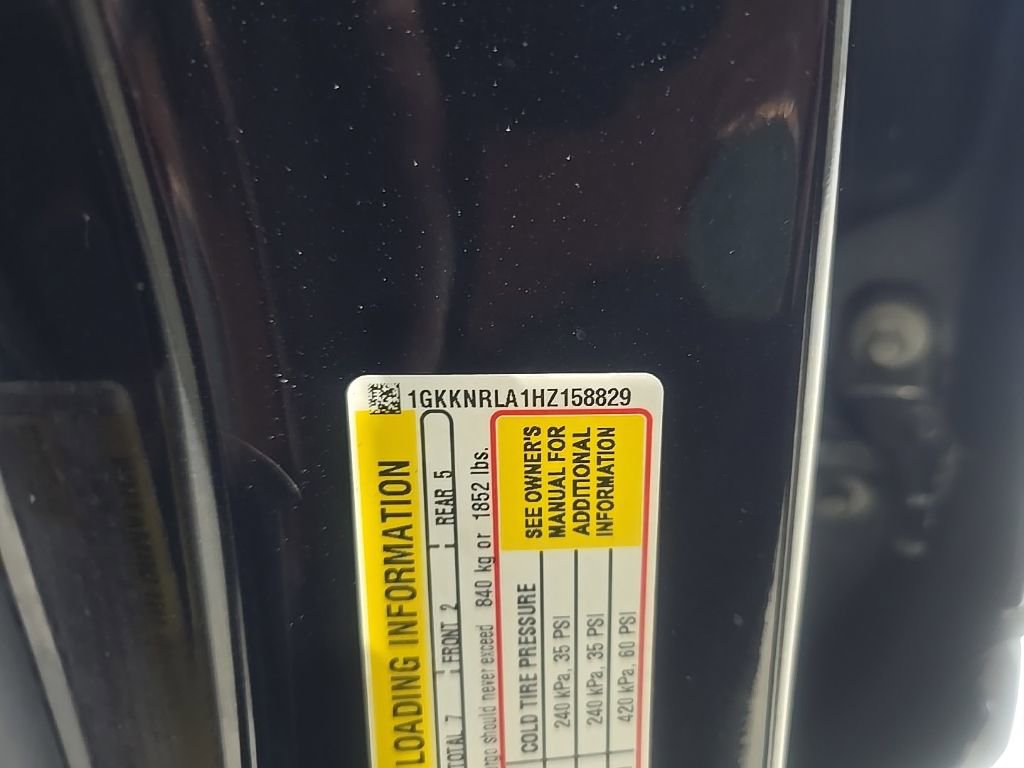 1GKKNRLA1HZ158829
LOADING INFORMATION
TOTAL 7 FRONT 2 REAR 5
should never exceed 840 kg or 1852 lbs.
COLD TIRE PRESSURE
240 kPa, 35 PSI
240 kPa, 35 PSI
420 kPa, 60 PSI
SEE OWNER'S
MANUAL FOR
ADDITIONAL
INFORMATION